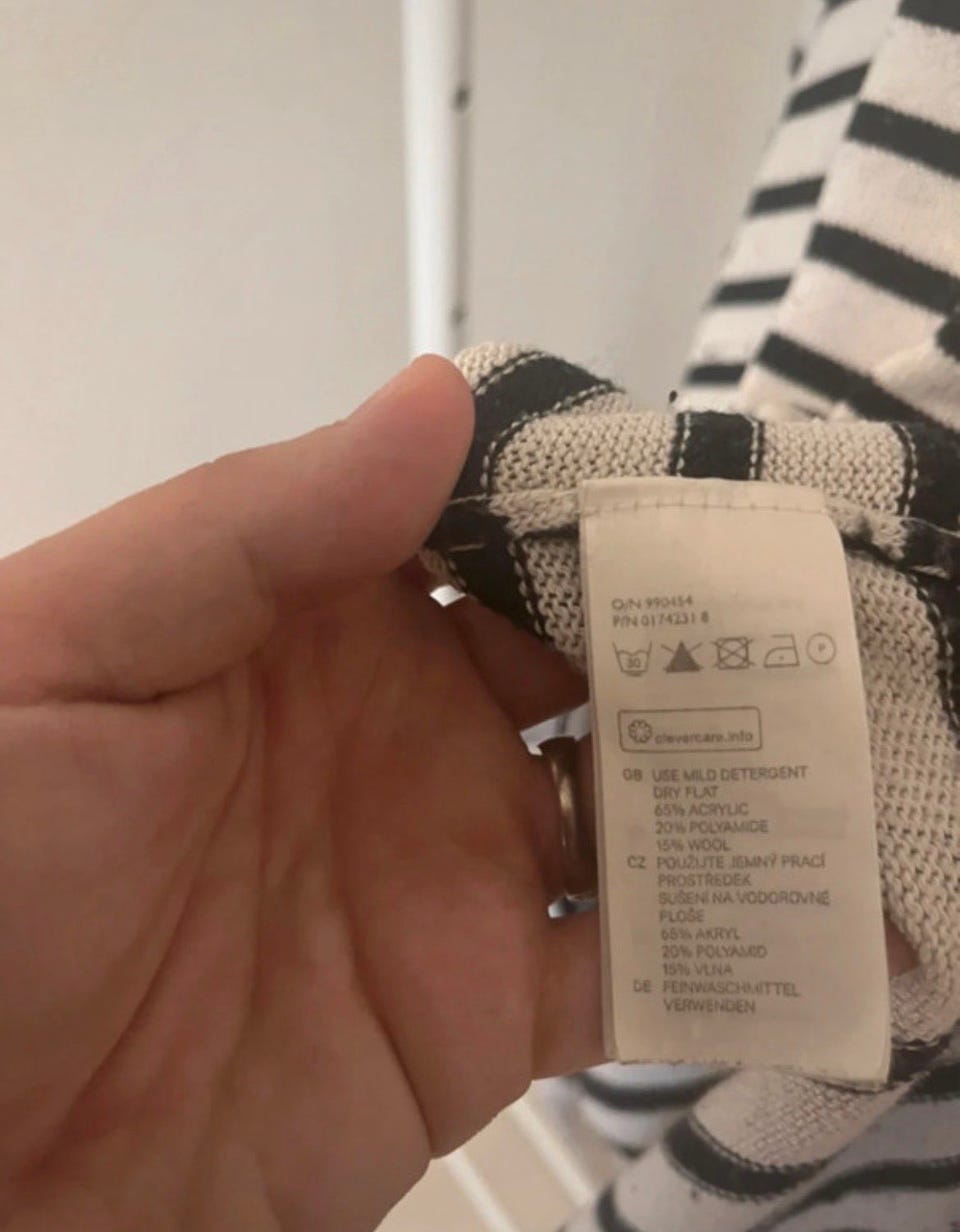 O/N 990454
P/N 0174231 8
30 P
clevercare.info
GB USE MILD DETERGENT
DRY FLAT
65% ACRYLIC
20% POLYAMIDE
15% WOOL
CZ POUŽIJTE JEMNÝ PRACÍ
PROSTŘEDEK
SUŠENÍ NA VODOROVNÉ
PLOŠE
65% AKRYL
20% POLYAMID
15% VLNA
DE FEINWASCHMITTEL
VERWENDEN